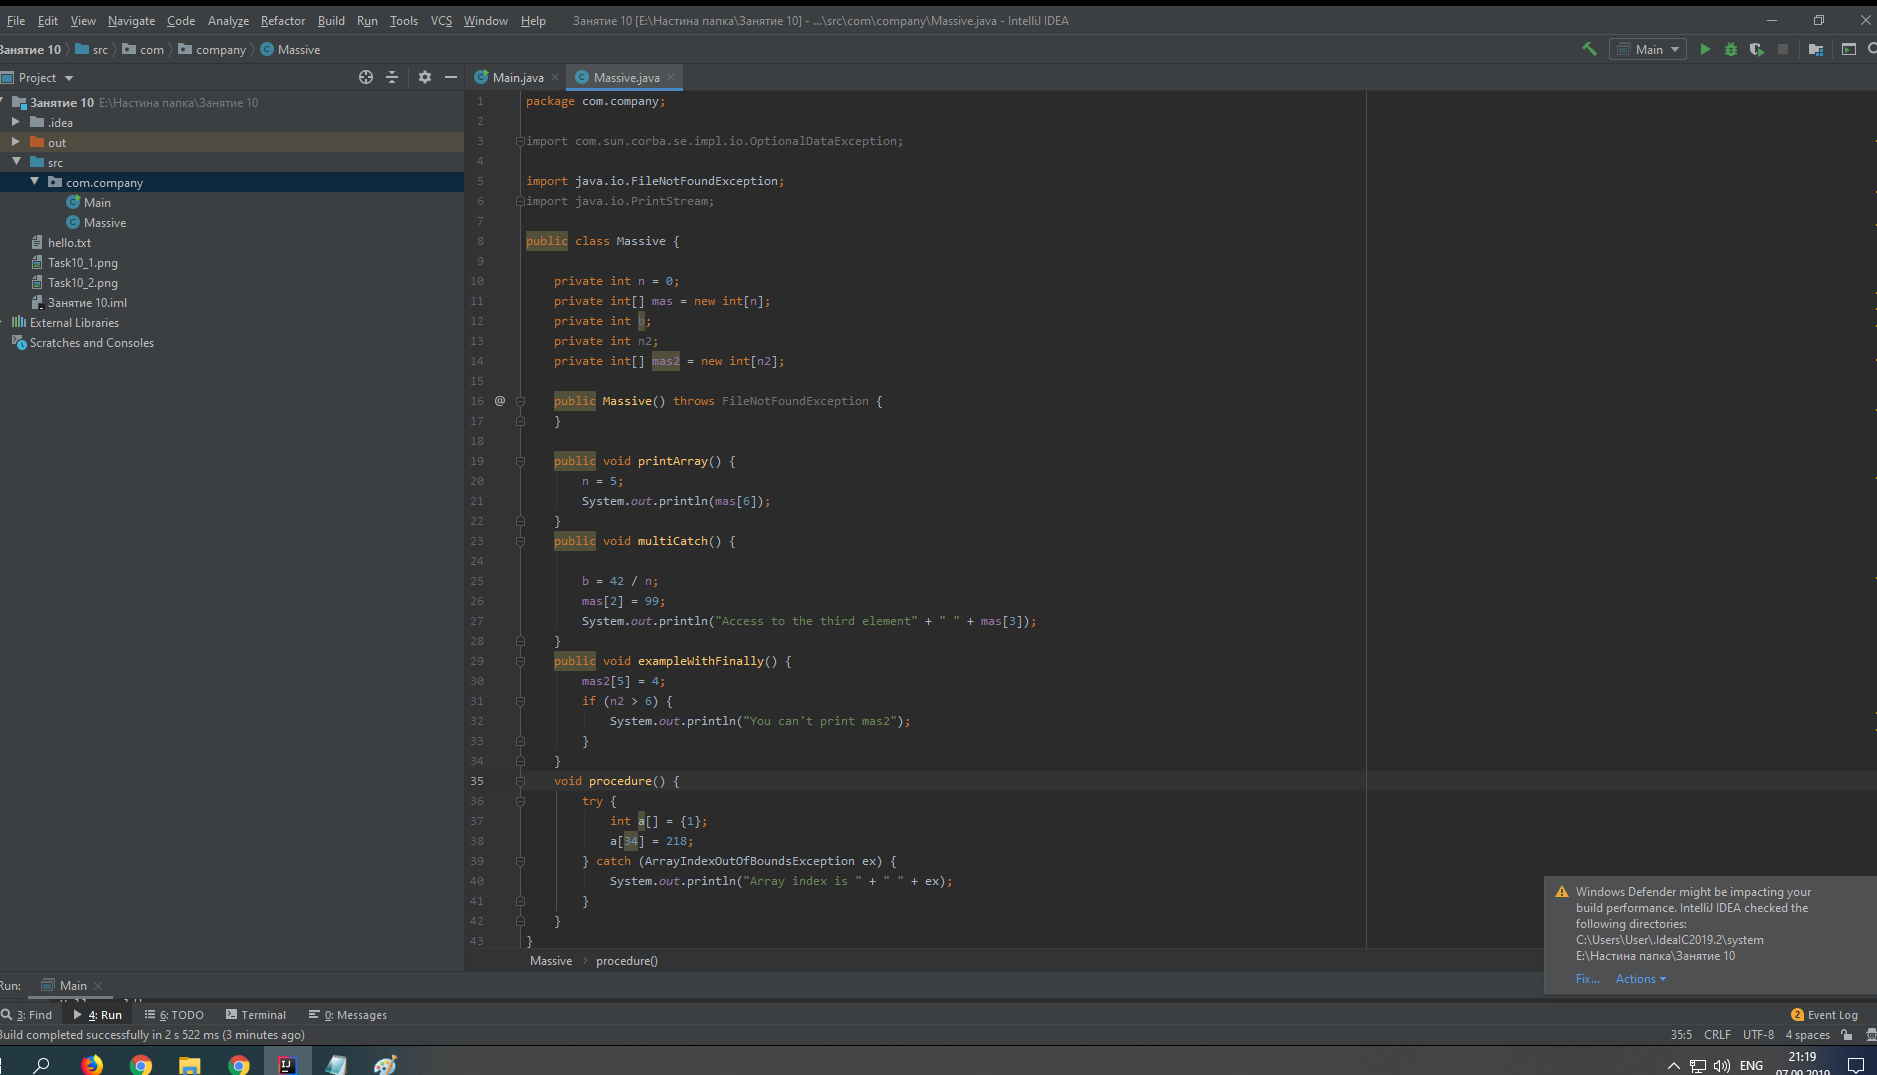 File Edit View Navigate Code Analyze Refactor Build Run Tools VCS Window Help Занятие 10 [E:\Настина папка\Занятие 10] - ...\src\com\company\Massive.java - IntelliJ IDEA
Занятие 10 src com company Massive Main
Project Main.java Massive.java
Занятие 10 E:\Настина папка\Занятие 10
.idea
out
src
com.company
Main
Massive
hello.txt
Task10_1.png
Task10_2.png
Занятие 10.iml
External Libraries
Scratches and Consoles
1 package com.company;
2
3 import com.sun.corba.se.impl.io.OptionalDataException;
4
5 import java.io.FileNotFoundException;
6 import java.io.PrintStream;
7
8 public class Massive {
9
10 private int n = 0;
11 private int[] mas = new int[n];
12 private int b;
13 private int n2;
14 private int[] mas2 = new int[n2];
15
16 @ public Massive() throws FileNotFoundException {
17 }
18
19 public void printArray() {
20 n = 5;
21 System.out.println(mas[6]);
22 }
23 public void multiCatch() {
24
25 b = 42 / n;
26 mas[2] = 99;
27 System.out.println("Access to the third element" + " " + mas[3]);
28 }
29 public void exampleWithFinally() {
30 mas2[5] = 4;
31 if (n2 > 6) {
32 System.out.println("You can't print mas2");
33 }
34 }
35 void procedure() {
36 try {
37 int a[] = {1};
38 a[34] = 218;
39 } catch (ArrayIndexOutOfBoundsException ex) {
40 System.out.println("Array index is " + " " + ex);
41 }
42 }
43 }
Massive procedure()
Windows Defender might be impacting your
build performance. IntelliJ IDEA checked the
following directories:
C:\Users\User\.IdeaIC2019.2\system
E:\Настина папка\Занятие 10
Fix... Actions
Run: Main
3: Find 4: Run 6: TODO Terminal 0: Messages 2 Event Log
Build completed successfully in 2 s 522 ms (3 minutes ago) 35:5 CRLF UTF-8 4 spaces
IJ ENG 21:19
07.09.2019